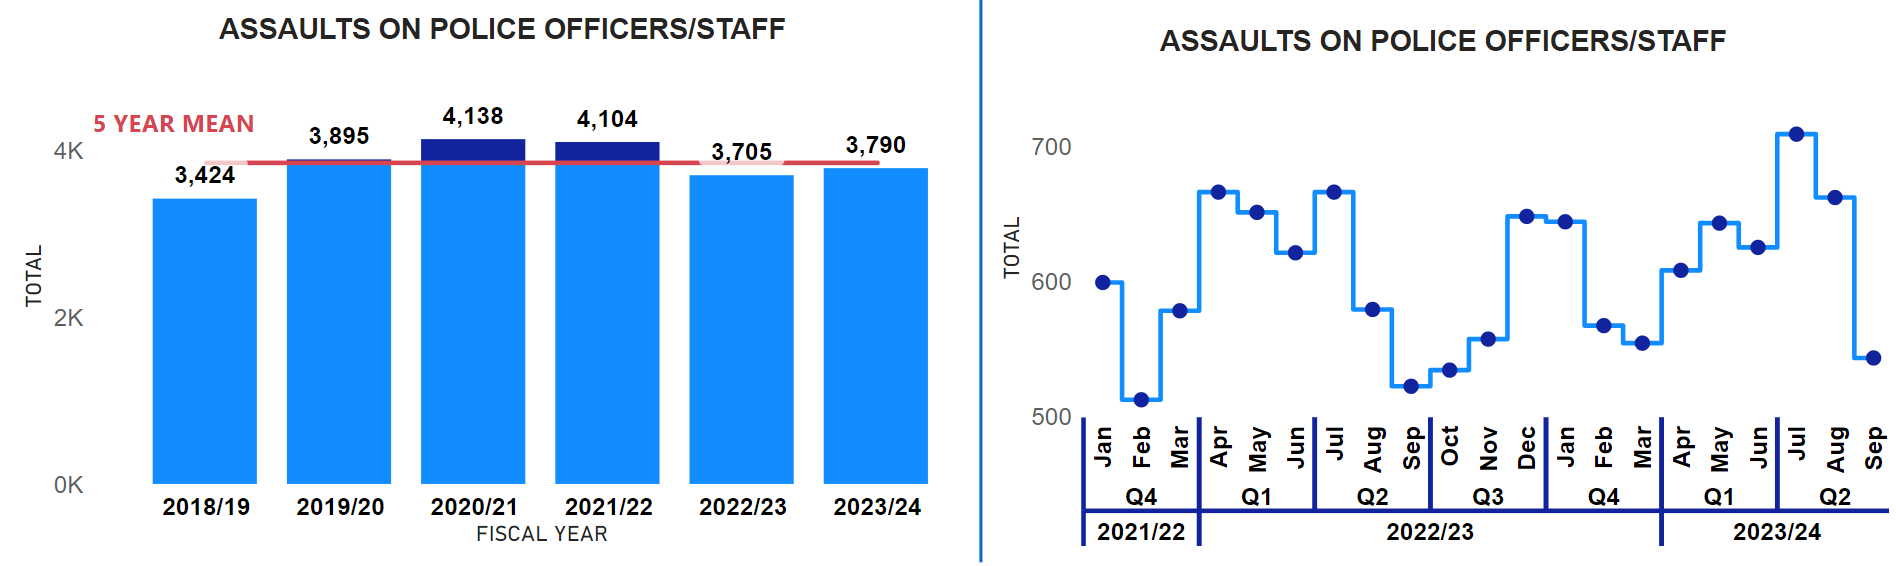 ASSAULTS ON POLICE OFFICERS/STAFF
5 YEAR MEAN
4,138
4,104
3,895
3,705
3,790
3,424
4K
2K
0K
TOTAL
2018/19 2019/20 2020/21 2021/22 2022/23 2023/24
FISCAL YEAR
ASSAULTS ON POLICE OFFICERS/STAFF
700
600
500
TOTAL
Jan Feb Mar Apr May Jun Jul Aug Sep Oct Nov Dec Jan Feb Mar Apr May Jun Jul Aug Sep
Q4 Q1 Q2 Q3 Q4 Q1 Q2
2021/22 2022/23 2023/24